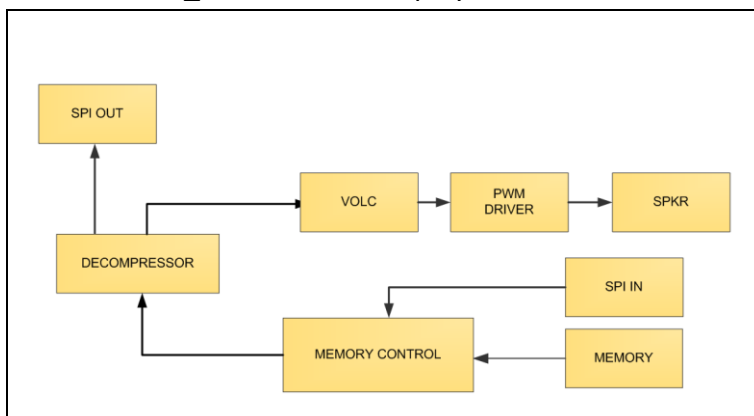 SPI OUT
VOLC
PWM
DRIVER
SPKR
DECOMPRESSOR
SPI IN
MEMORY CONTROL
MEMORY